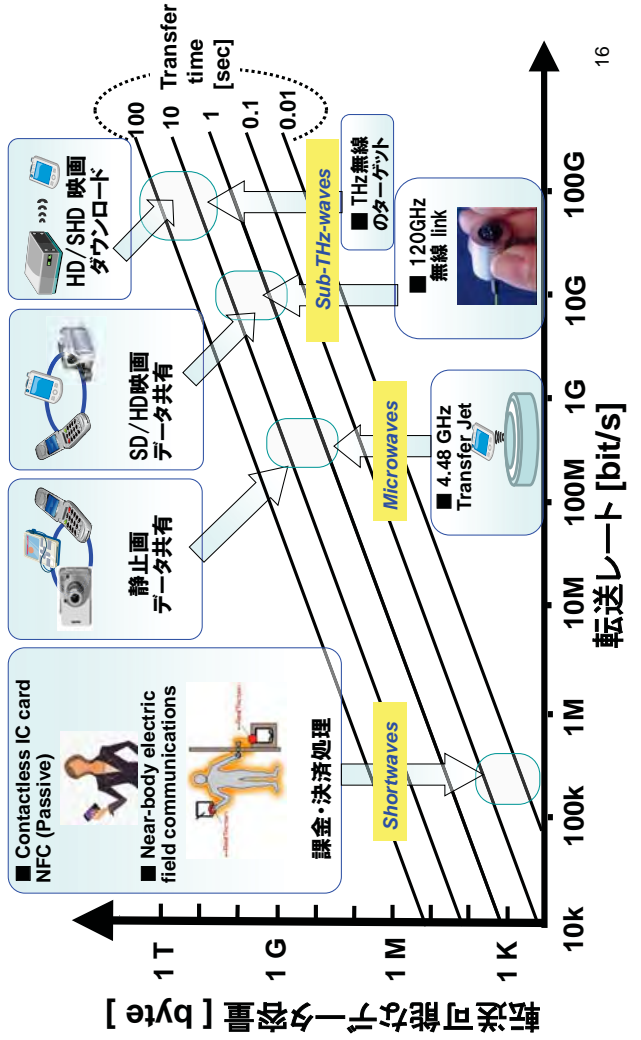 ■ Contactless IC card
NFC (Passive)
■ Near-body electric
field communications
課金・決済処理
静止画
データ共有
SD/HD映画
データ共有
HD/SHD 映画
ダウンロード
Transfer
time
[sec]
100
10
1
0.1
0.01
Shortwaves
Microwaves
Sub-THz-waves
■ 4.48 GHz
Transfer Jet
■ 120GHz
無線 link
■ THz無線
のターゲット
転送可能なデータ容量 [ byte ]
1 T
1 G
1 M
1 K
10k
100k
1M
10M
100M
1G
10G
100G
転送レート [bit/s]
16